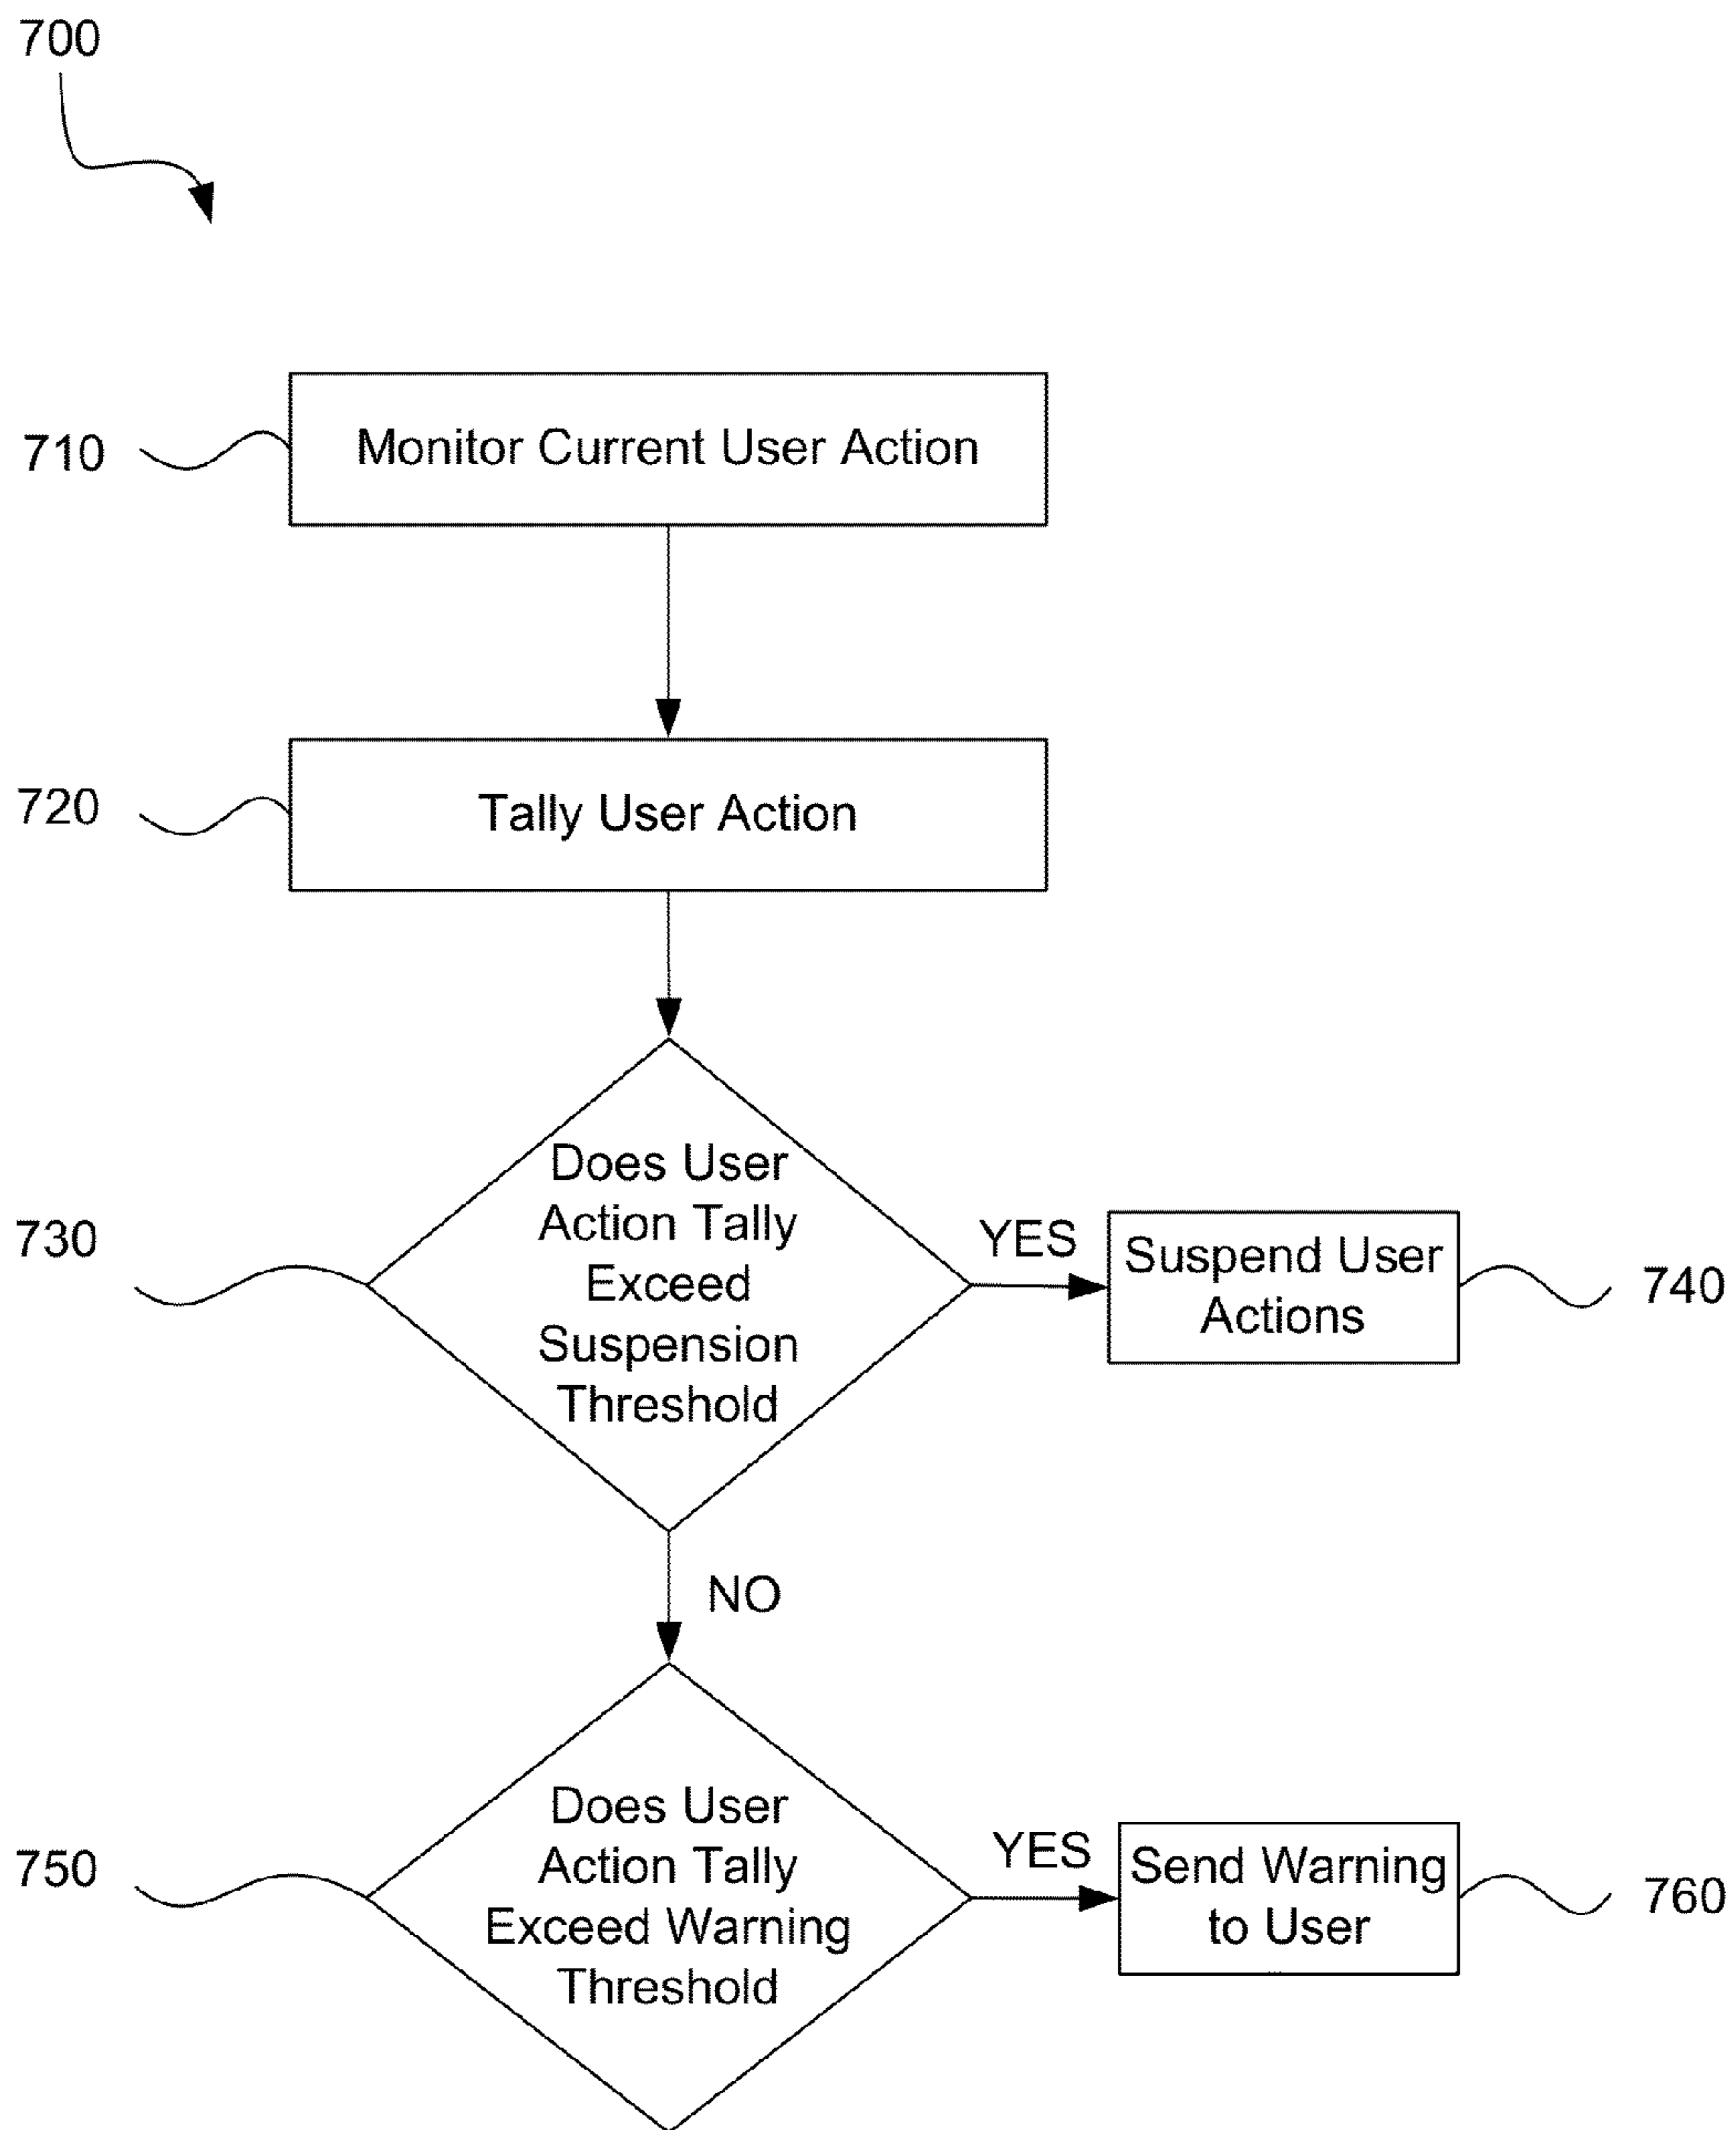 700
710
Monitor Current User Action
720
Tally User Action
730
Does User
Action Tally
Exceed
Suspension
Threshold
YES
Suspend User
Actions
740
NO
750
Does User
Action Tally
Exceed Warning
Threshold
YES
Send Warning
to User
760